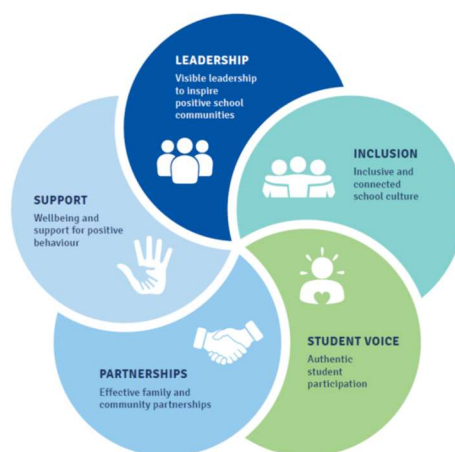 LEADERSHIP
Visible leadership
to inspire
positive school
communities
INCLUSION
Inclusive and
connected
school culture
SUPPORT
Wellbeing and
support for positive
behaviour
STUDENT VOICE
Authentic
student
participation
PARTNERSHIPS
Effective family and
community partnerships